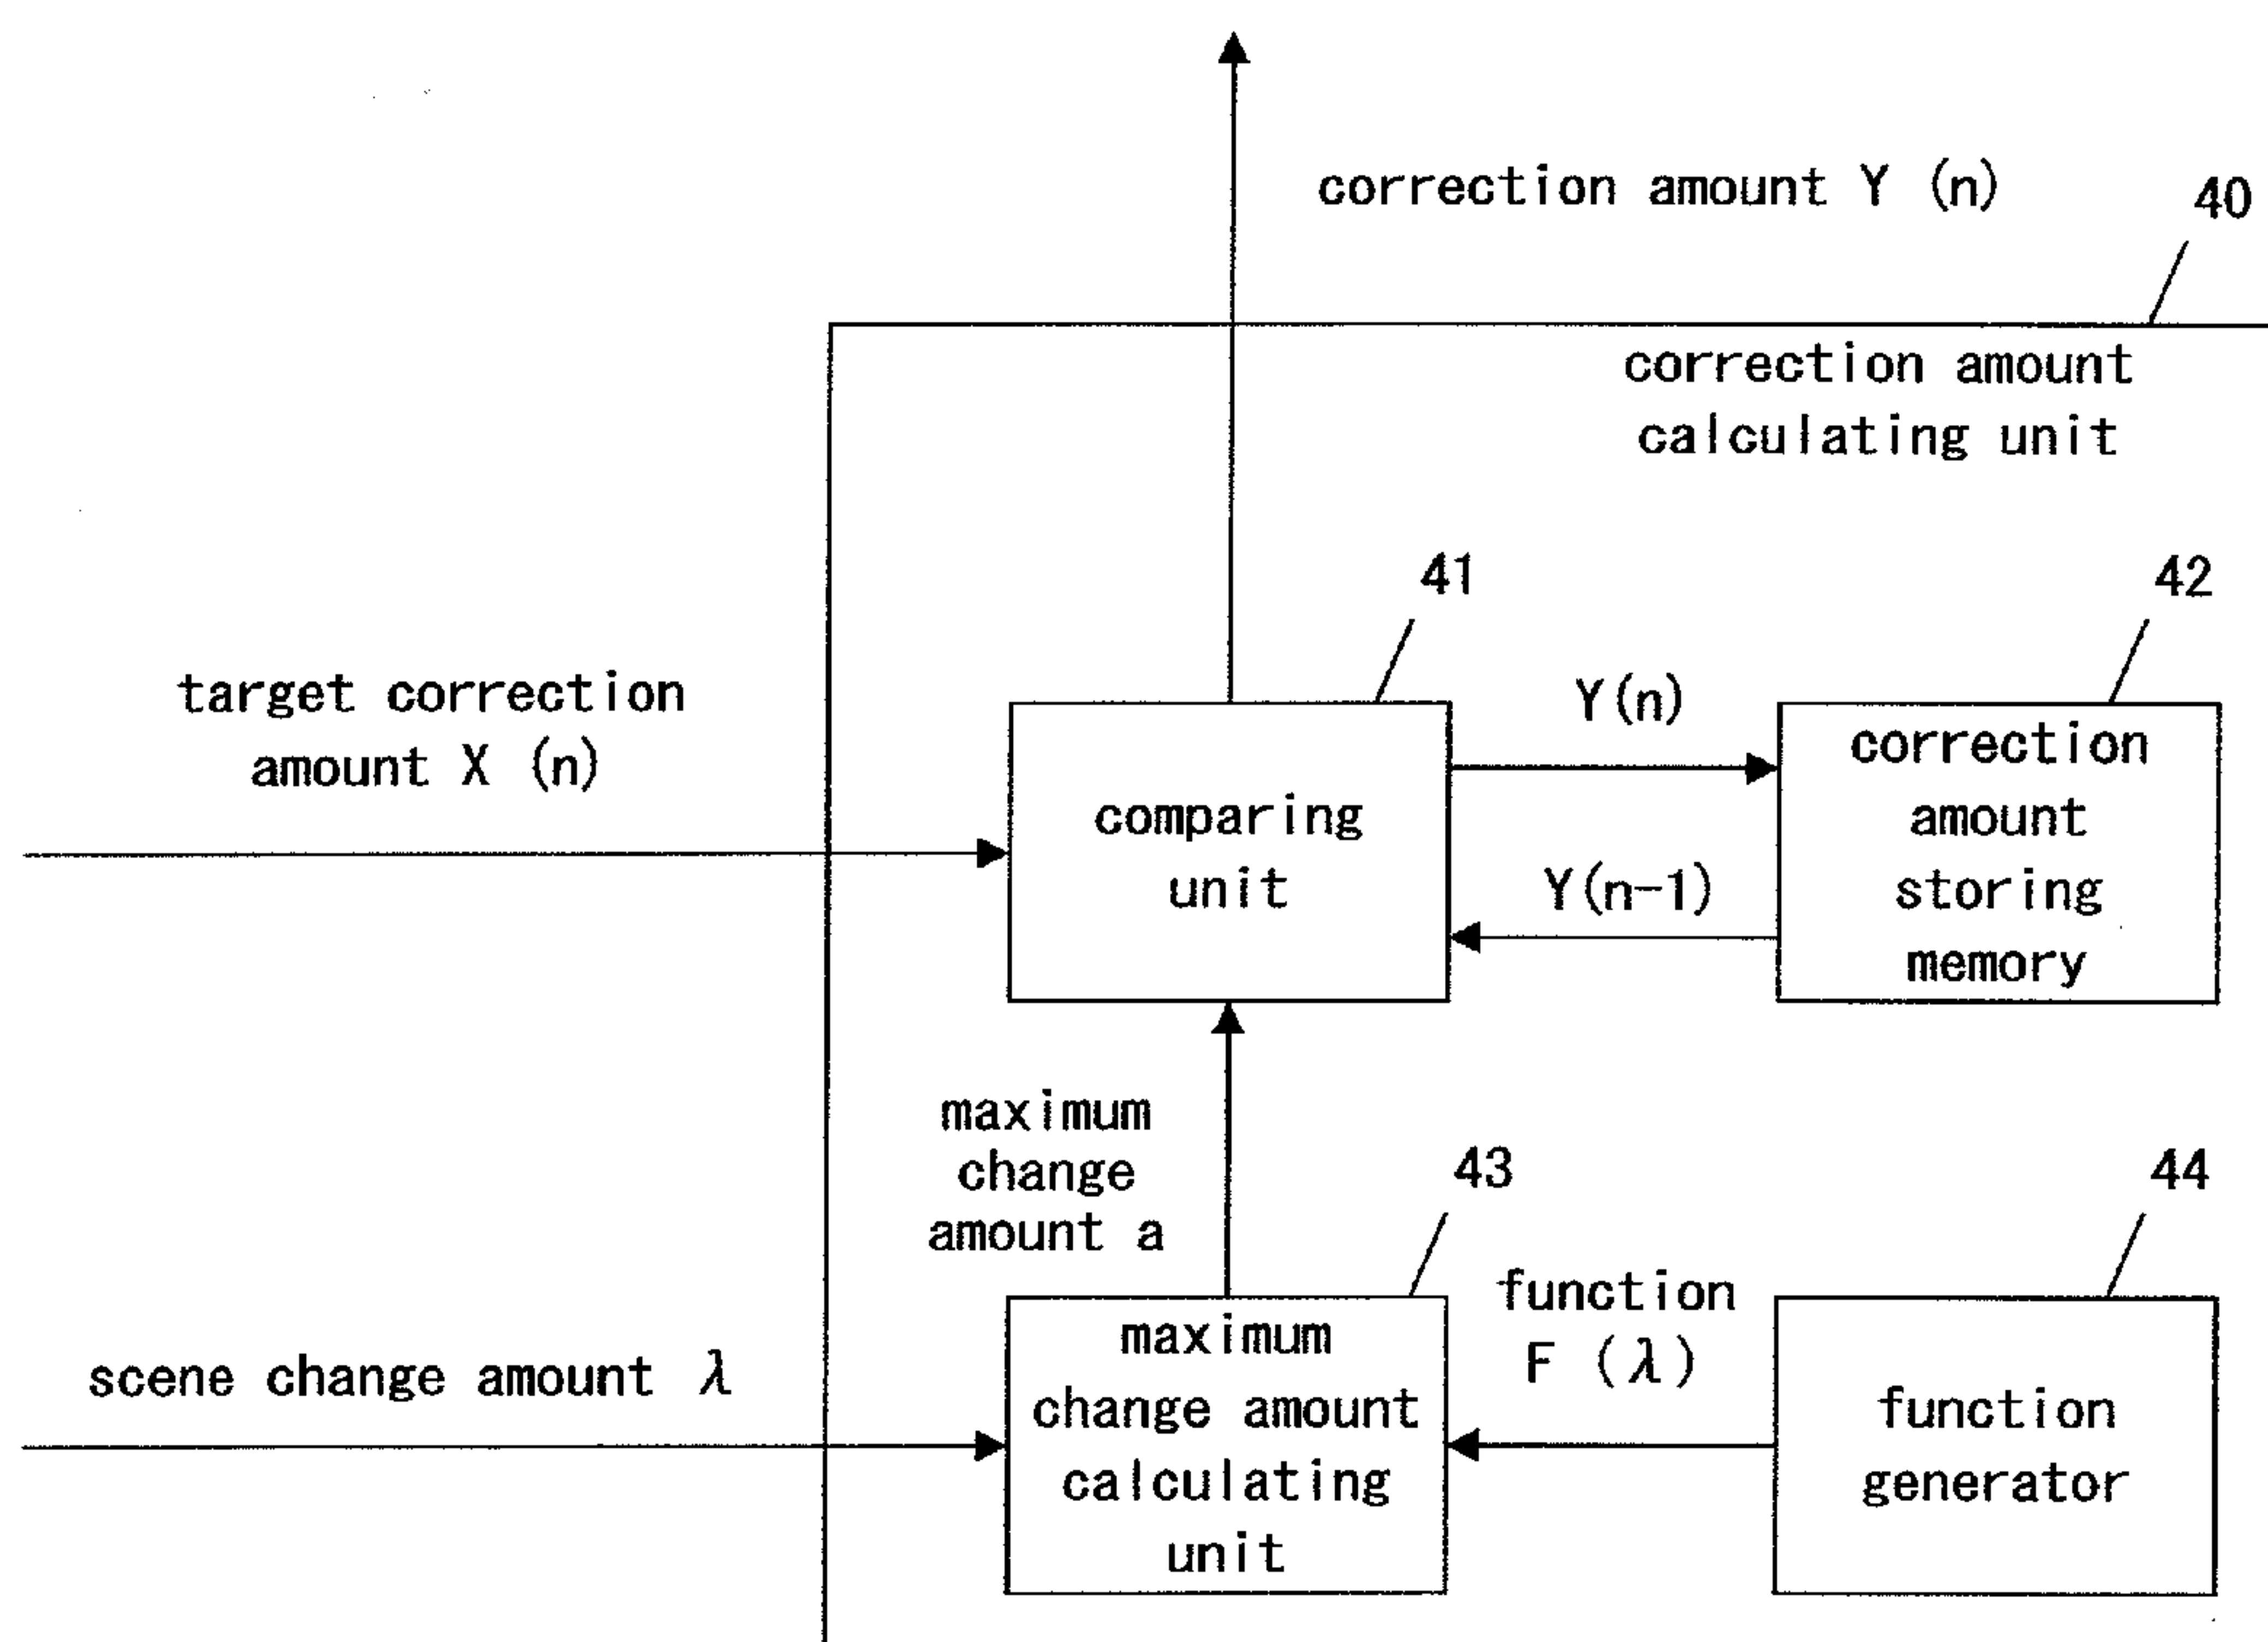 correction amount Y (n)
40
correction amount
calculating unit
41
42
target correction
amount X (n)
Y(n)
Y(n-1)
comparing
unit
correction
amount
storing
memory
maximum
change
amount a
43
44
function
F (λ)
scene change amount λ
maximum
change amount
calculating
unit
function
generator